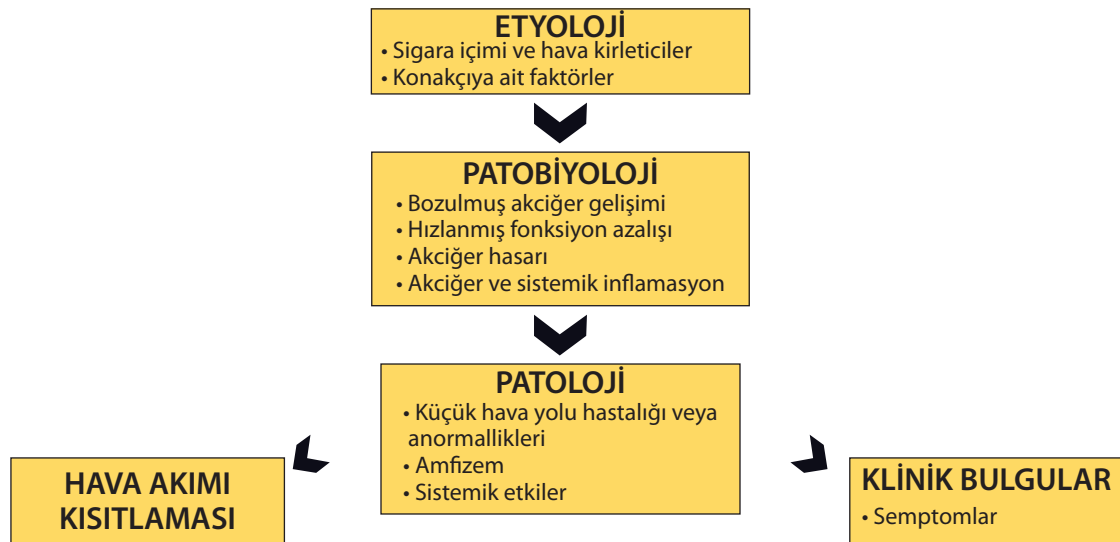 ETYOLOJİ
• Sigara içimi ve hava kirleticiler
• Konakçıya ait faktörler
PATOBİYOLOJİ
• Bozulmuş akciğer gelişimi
• Hızlanmış fonksiyon azalışı
• Akciğer hasarı
• Akciğer ve sistemik inflamasyon
PATOLOJİ
• Küçük hava yolu hastalığı veya
anormallikleri
• Amfizem
• Sistemik etkiler
HAVA AKIMI
KISITLAMASI
KLİNİK BULGULAR
• Semptomlar